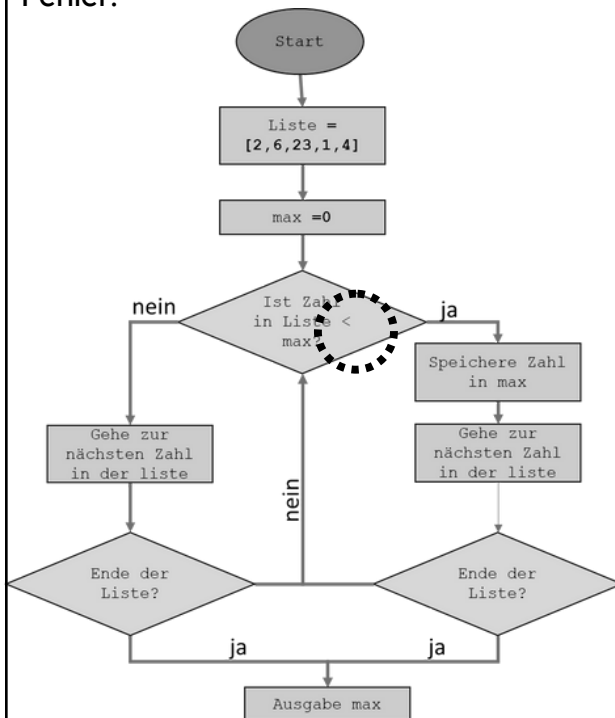 Fehler:
Start
Liste =
[2,6,23,1,4]
max =0
Ist Zahl
in Liste <
max?
nein
ja
Speichere Zahl
in max
Gehe zur
nächsten Zahl
in der liste
Gehe zur
nächsten Zahl
in der liste
nein
Ende der
Liste?
Ende der
Liste?
ja
ja
Ausgabe max